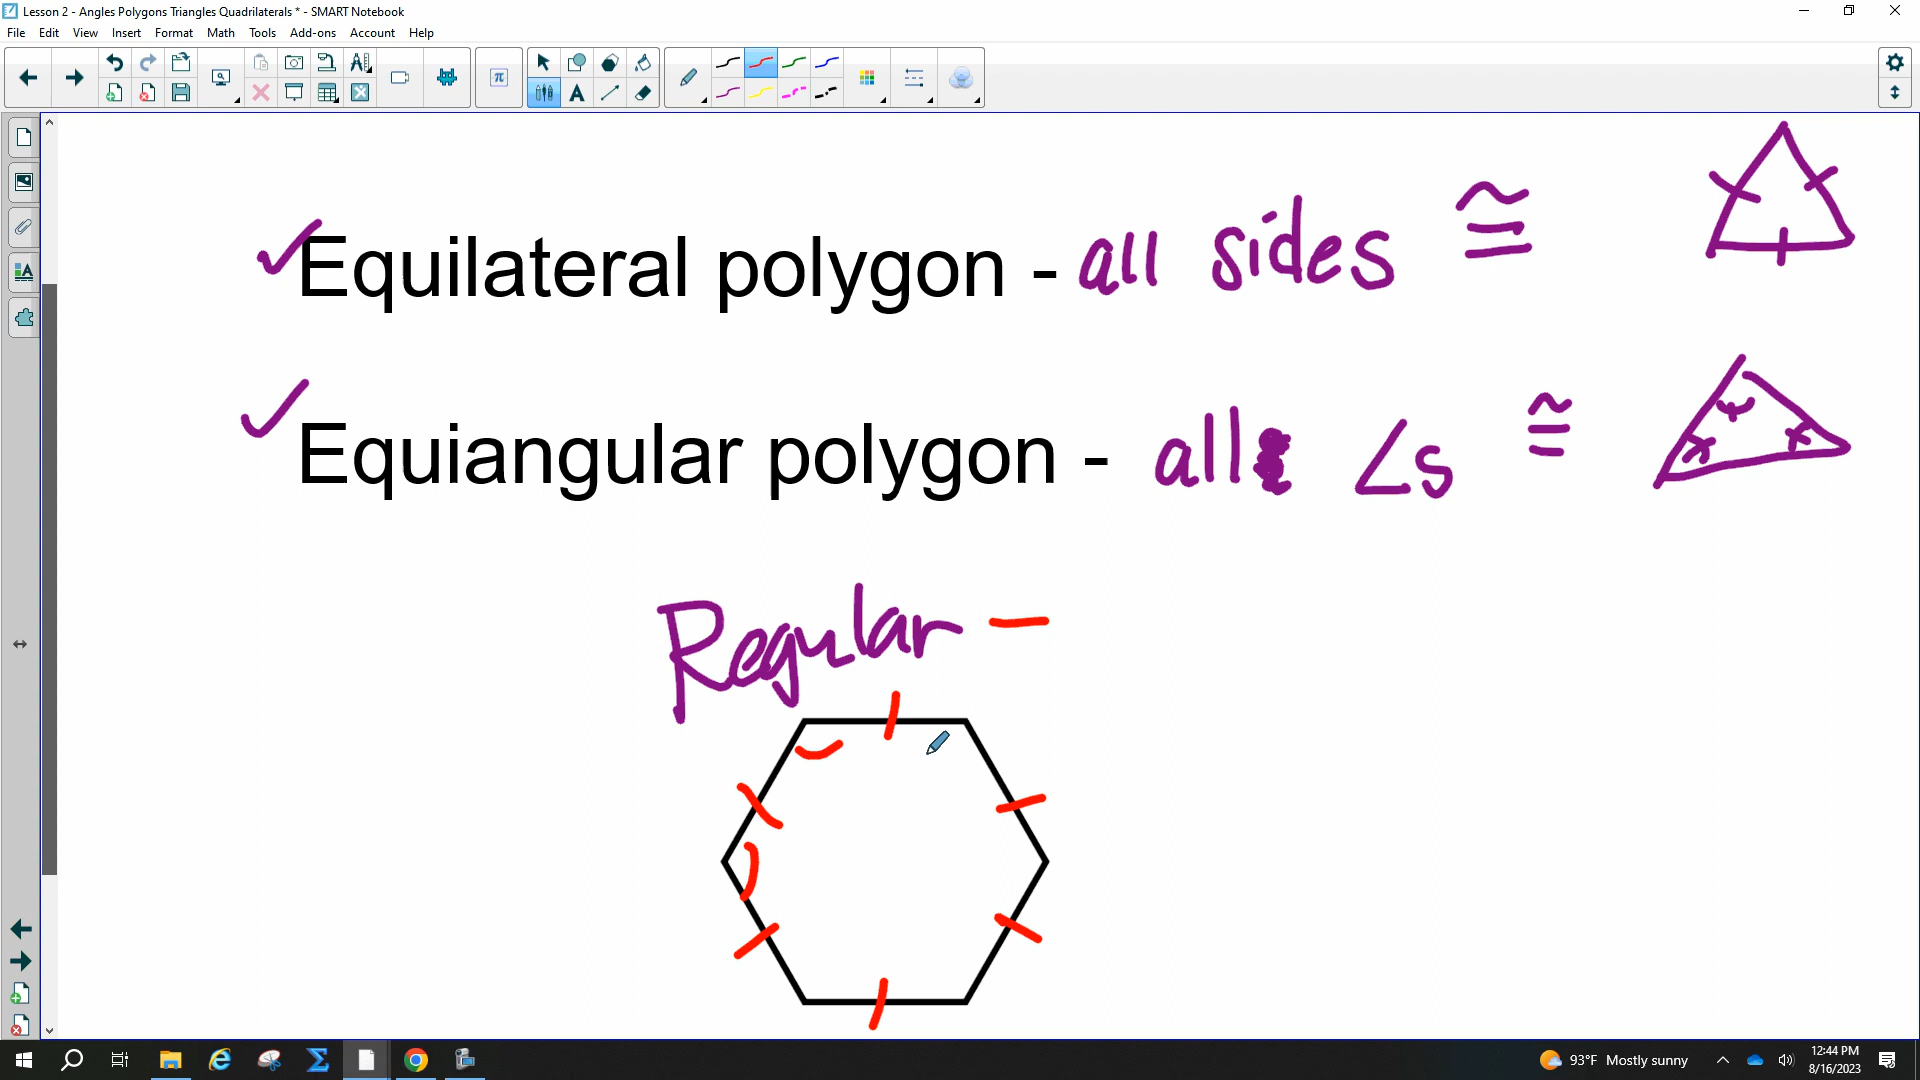 Lesson 2 - Angles Polygons Triangles Quadrilaterals * - SMART Notebook
File Edit View Insert Format Math Tools Add-ons Account Help
Equilateral polygon - all sides ≅
Equiangular polygon - all ∠s ≅
Regular —
93°F Mostly sunny
12:44 PM
8/16/2023